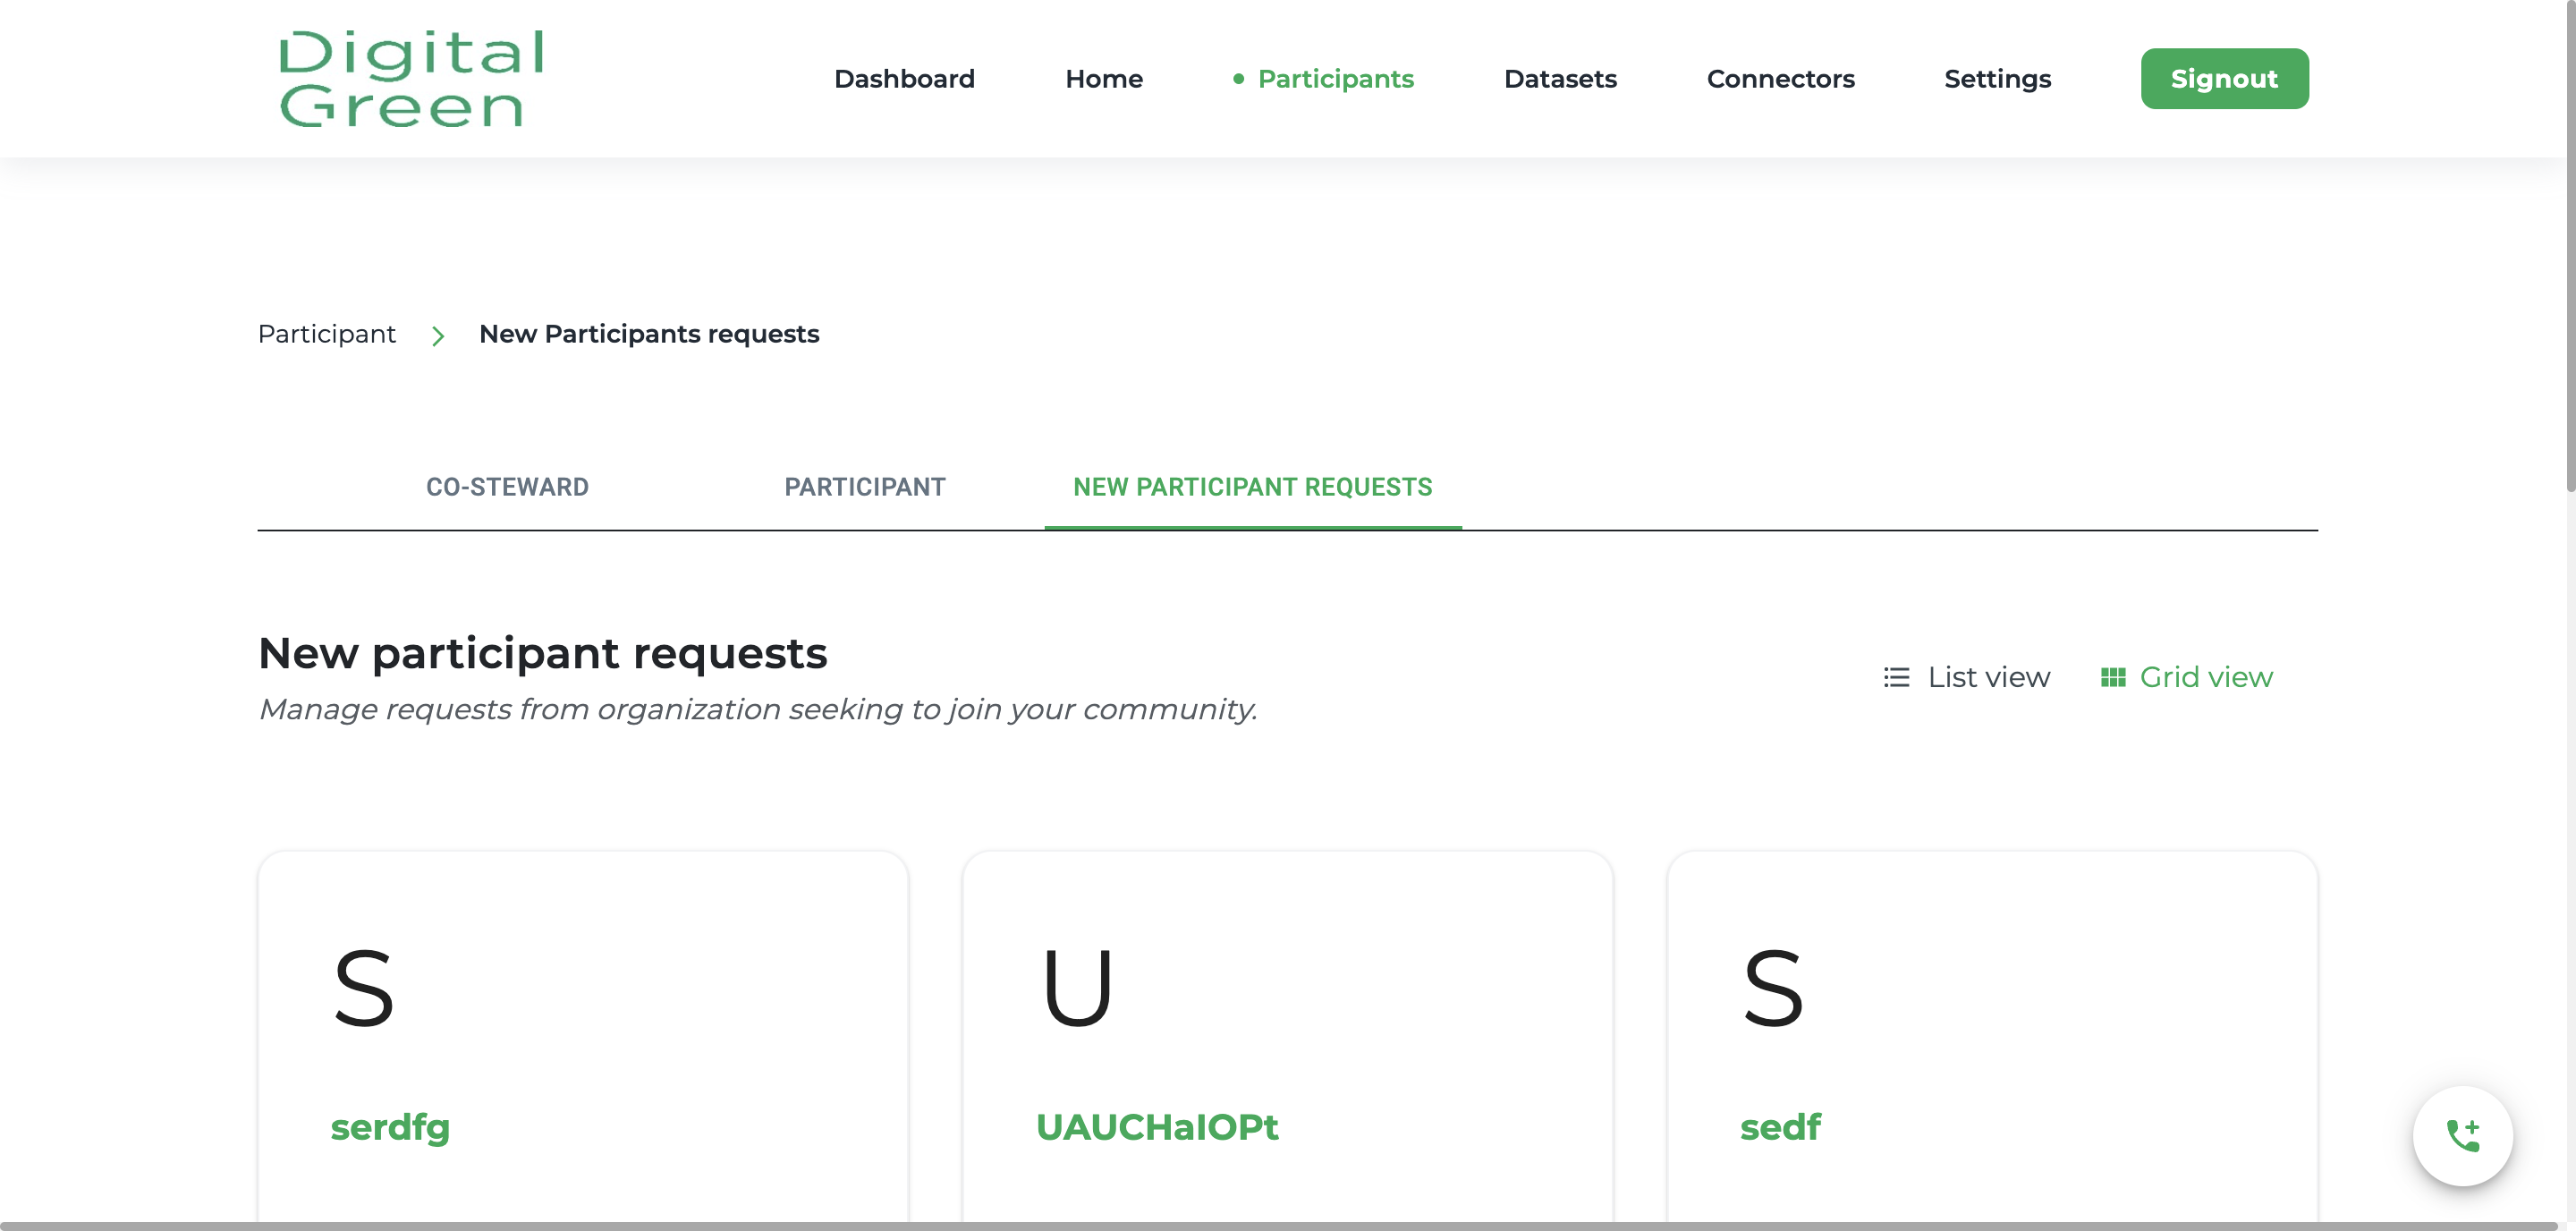 Digital
Green
Dashboard
Home
Participants
Datasets
Connectors
Settings
Signout
Participant
New Participants requests
CO-STEWARD
PARTICIPANT
NEW PARTICIPANT REQUESTS
New participant requests
Manage requests from organization seeking to join your community.
List view
Grid view
S
U
S
serdfg
UAUCHaIOPt
sedf